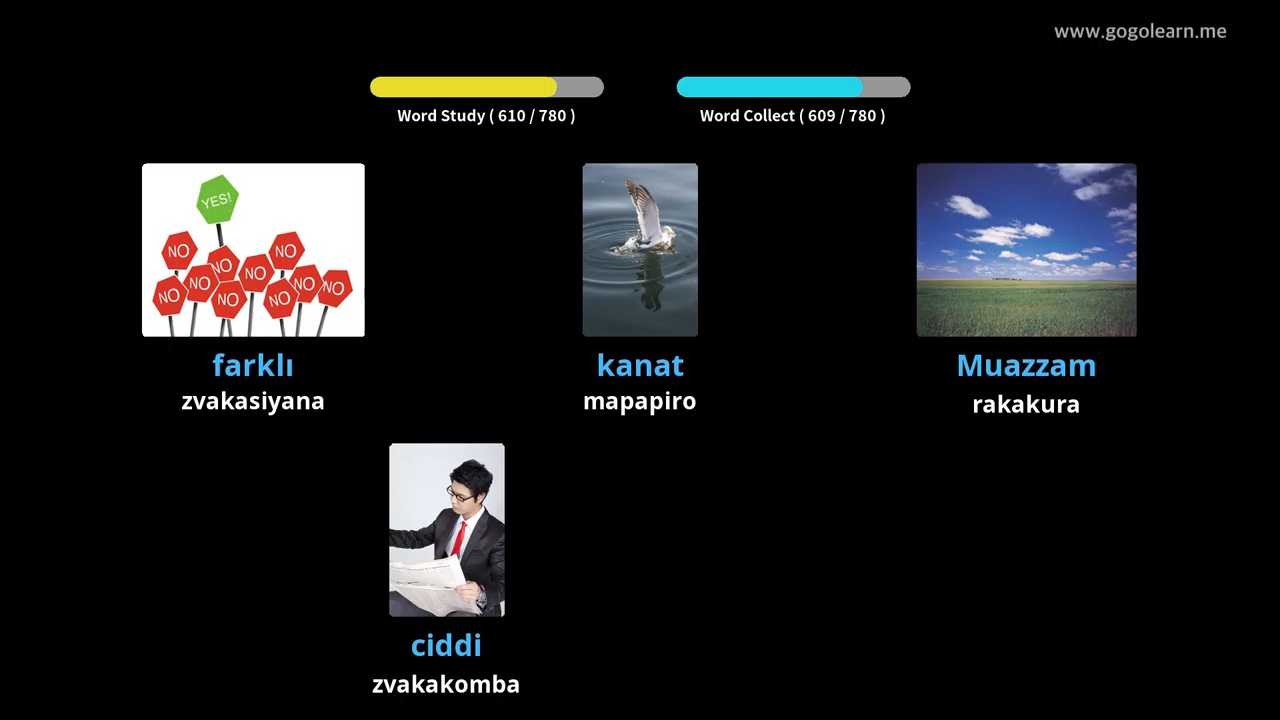 www.gogolearn.me
Word Study ( 610 / 780 )
Word Collect ( 609 / 780 )
YES!
NO
NO
NO
NO
NO
NO
NO
NO
NO
NO
farklı
zvakasiyana
kanat
mapapiro
Muazzam
rakakura
ciddi
zvakakomba